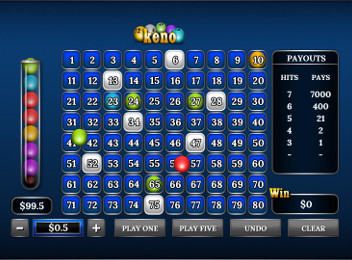 keno
1 2 3 4 5 6 7 8 9 10
11 12 13 14 15 16 17 18 19 20
21 22 23 24 25 26 27 28 29 30
31 32 33 34 35 36 37 38 39 40
42 43 44 45 46 47 48 49 50
51 52 53 54 55 56 58 59 60
61 62 63 64 65 66 67 68 69 70
71 72 73 74 75 76 77 78 79 80
PAYOUTS
HITS PAYS
7 7000
6 400
5 21
4 2
3 1
- -
- -
Win
$0
$99.5
- $0.5 + PLAY ONE PLAY FIVE UNDO CLEAR